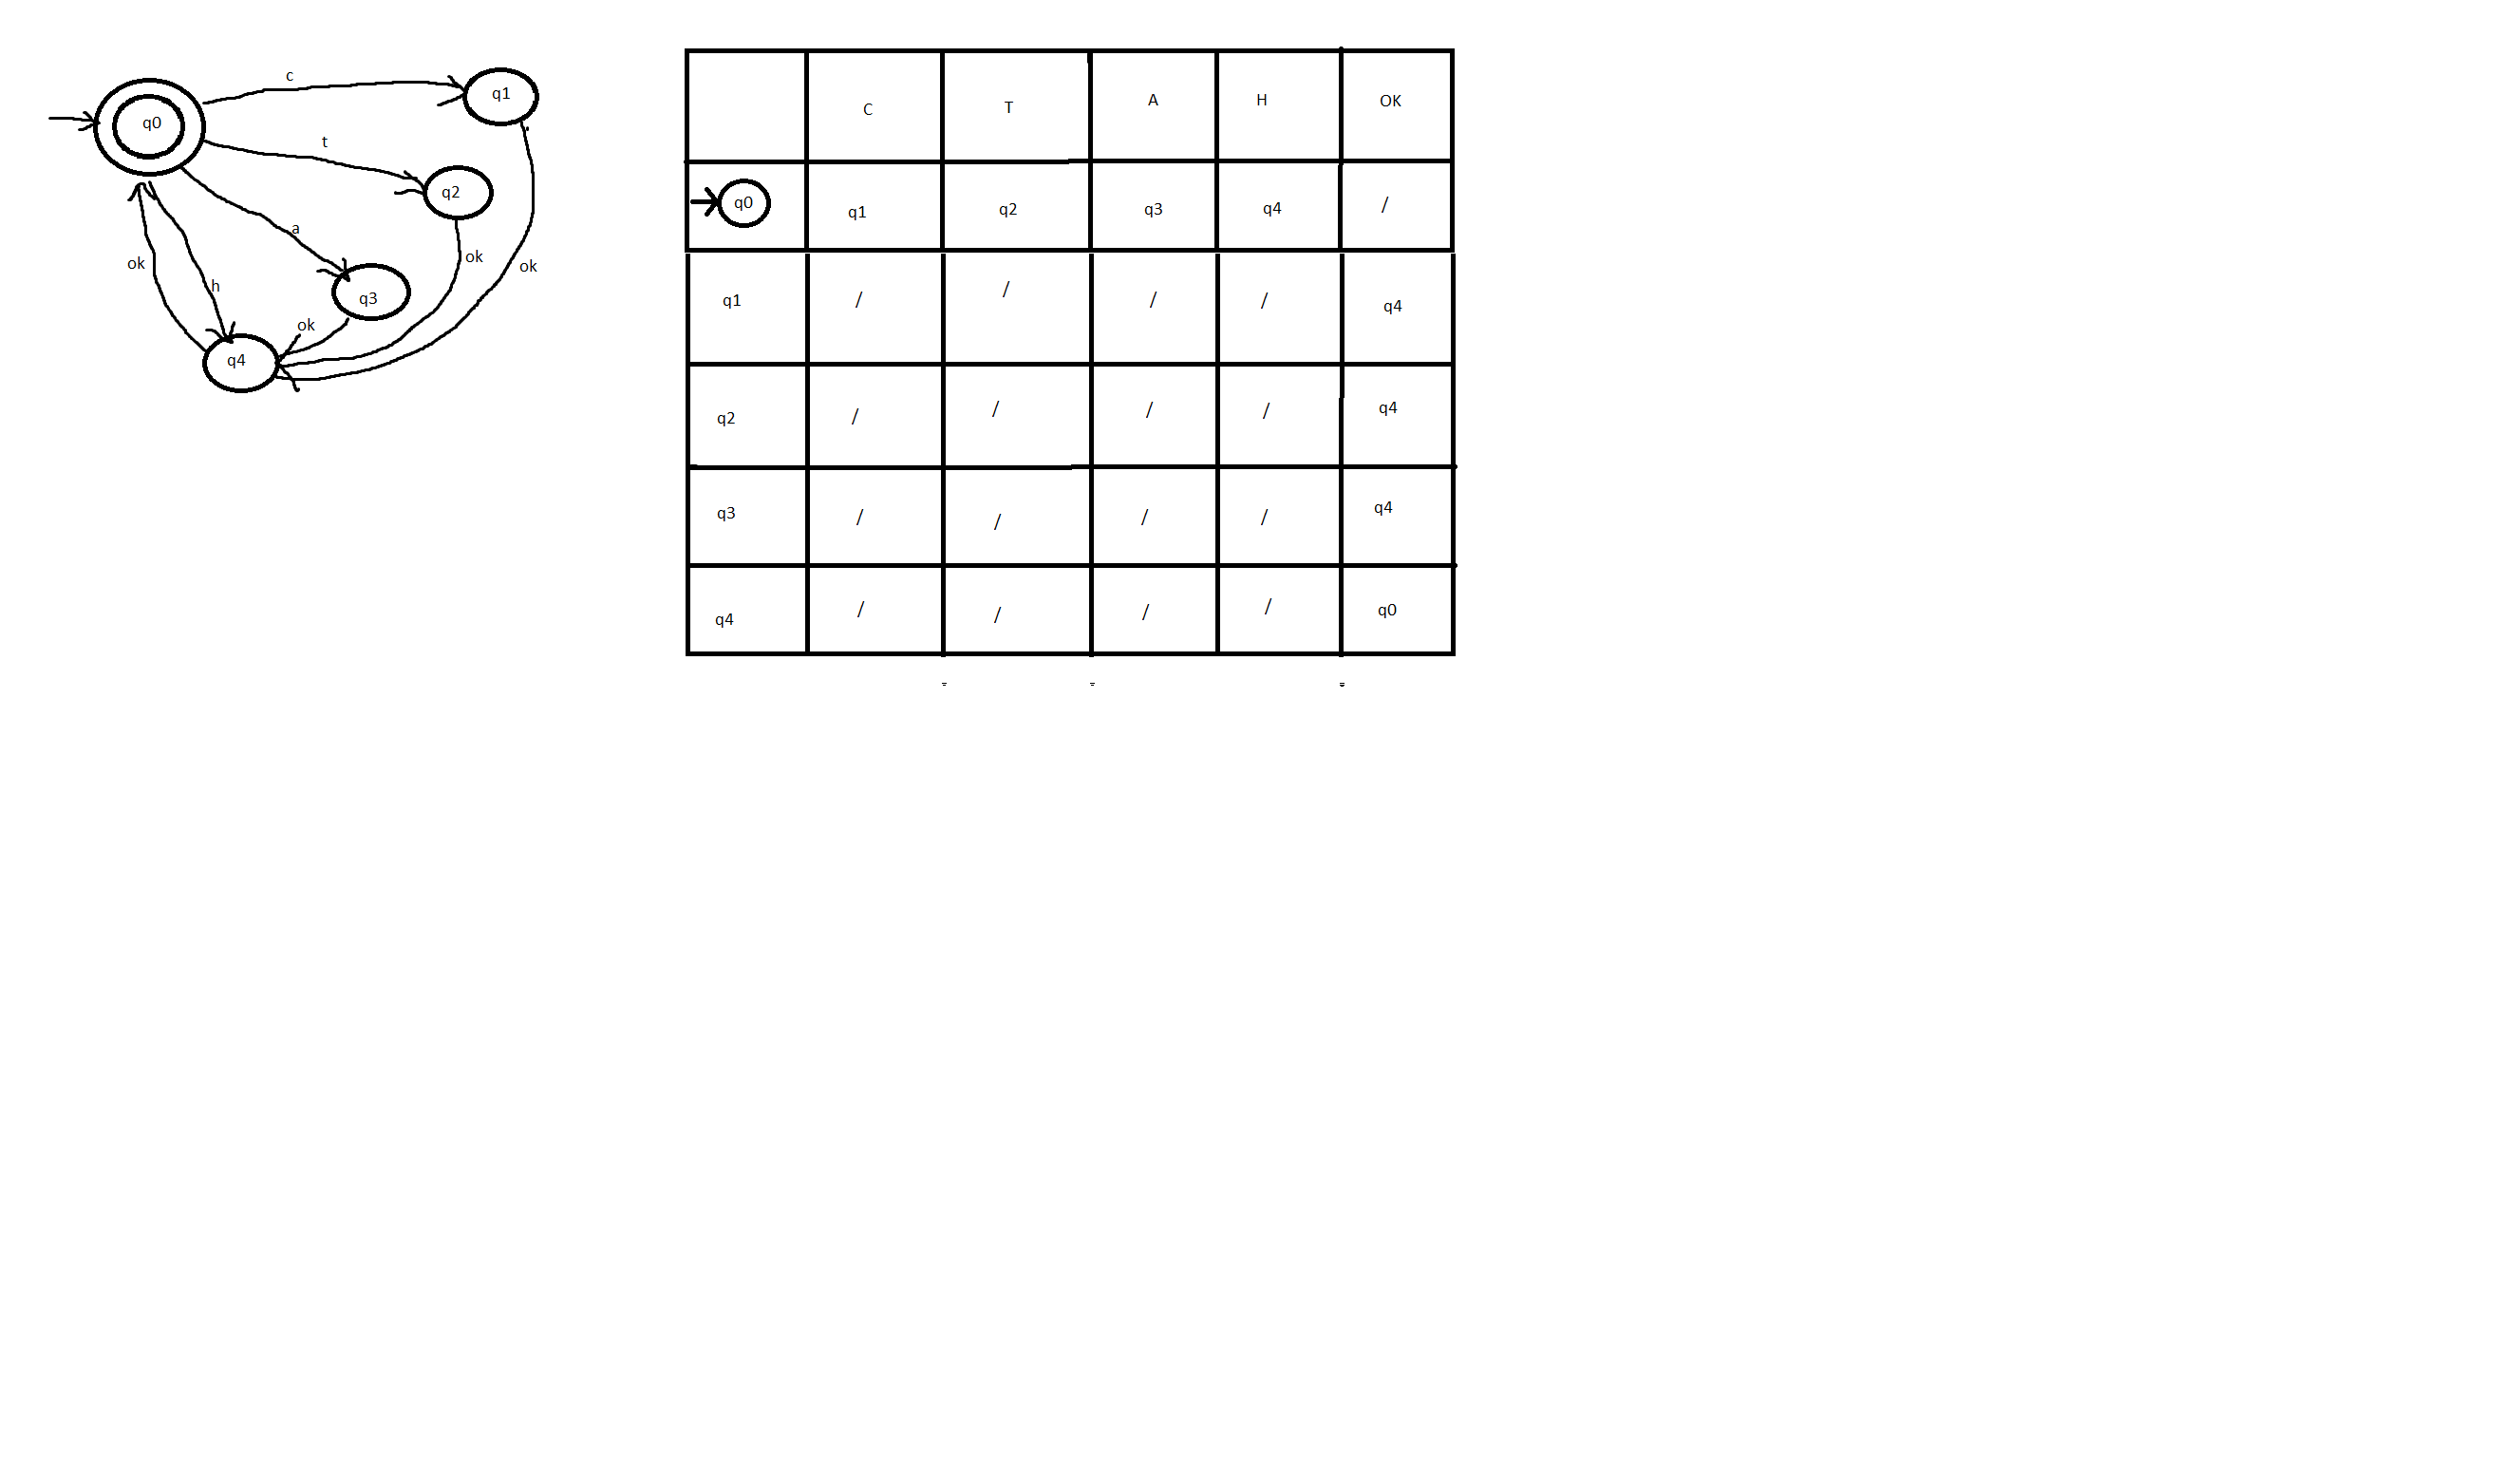 c
q1
q0
t
q2
a
ok
ok
ok
h
q3
ok
q4
C T A H OK
q0 q1 q2 q3 q4 /
q1 / / / / q4
q2 / / / / q4
q3 / / / / q4
q4 / / / / q0